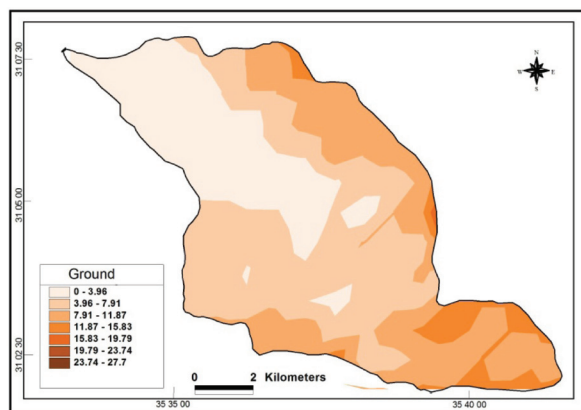 31 07 30
N
W E
S
31 05 00
Ground
0 - 3.96
3.96 - 7.91
7.91 - 11.87
11.87 - 15.83
15.83 - 19.79
19.79 - 23.74
23.74 - 27.7
31 02 30
0 2 Kilometers
35 35 00
35 40 00